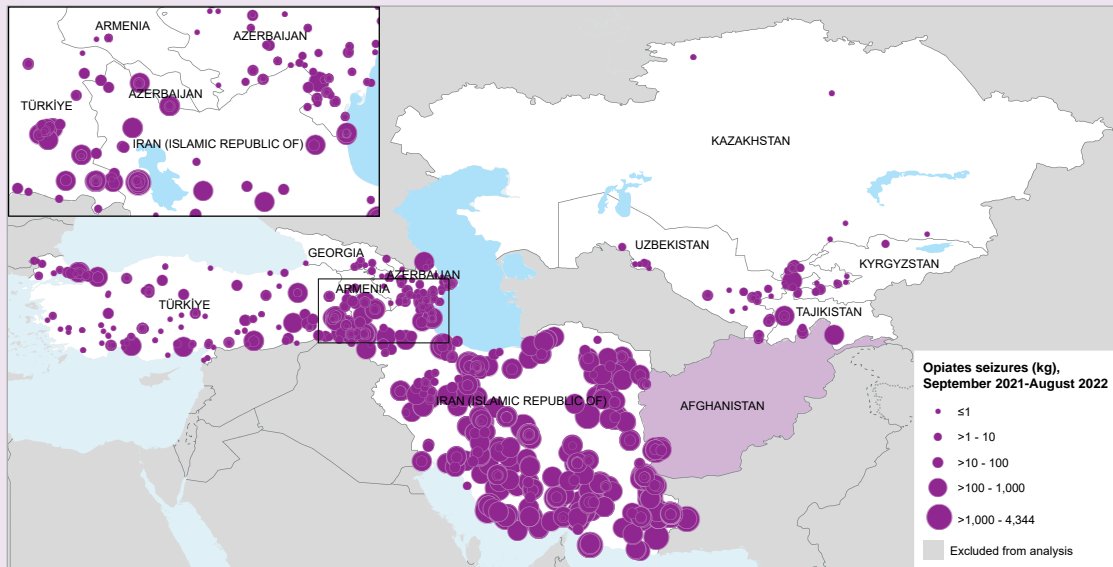 ARMENIA
AZERBAIJAN
TÜRKİYE
AZERBAIJAN
IRAN (ISLAMIC REPUBLIC OF)
KAZAKHSTAN
GEORGIA
UZBEKISTAN
KYRGYZSTAN
AZERBAIJAN
ARMENIA
TÜRKİYE
TAJIKISTAN
IRAN (ISLAMIC REPUBLIC OF)
AFGHANISTAN
Opiates seizures (kg),
September 2021-August 2022
≤1
>1 - 10
>10 - 100
>100 - 1,000
>1,000 - 4,344
Excluded from analysis